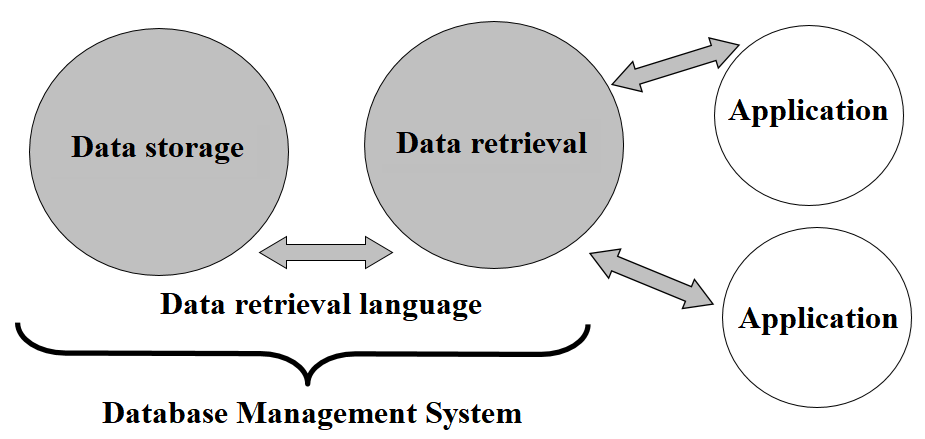 Data storage
Data retrieval
Application
Application
Data retrieval language
Database Management System